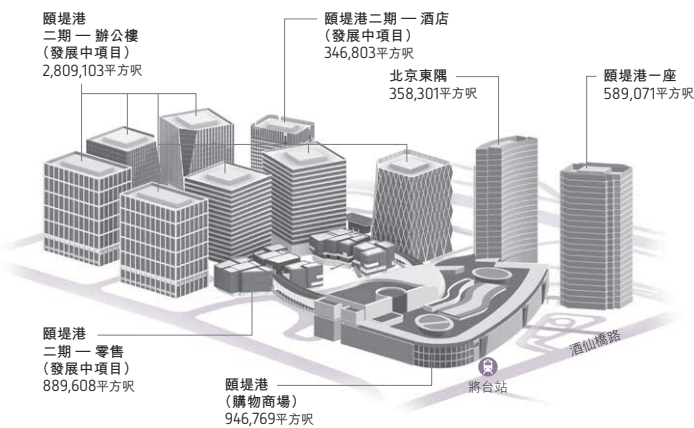 頤堤港
二期 — 辦公樓
（發展中項目）
2,809,103平方呎
頤堤港二期 — 酒店
（發展中項目）
346,803平方呎
北京東隅
358,301平方呎
頤堤港一座
589,071平方呎
頤堤港
二期 — 零售
（發展中項目）
889,608平方呎
頤堤港
（購物商場）
946,769平方呎
將台站
酒仙橋路